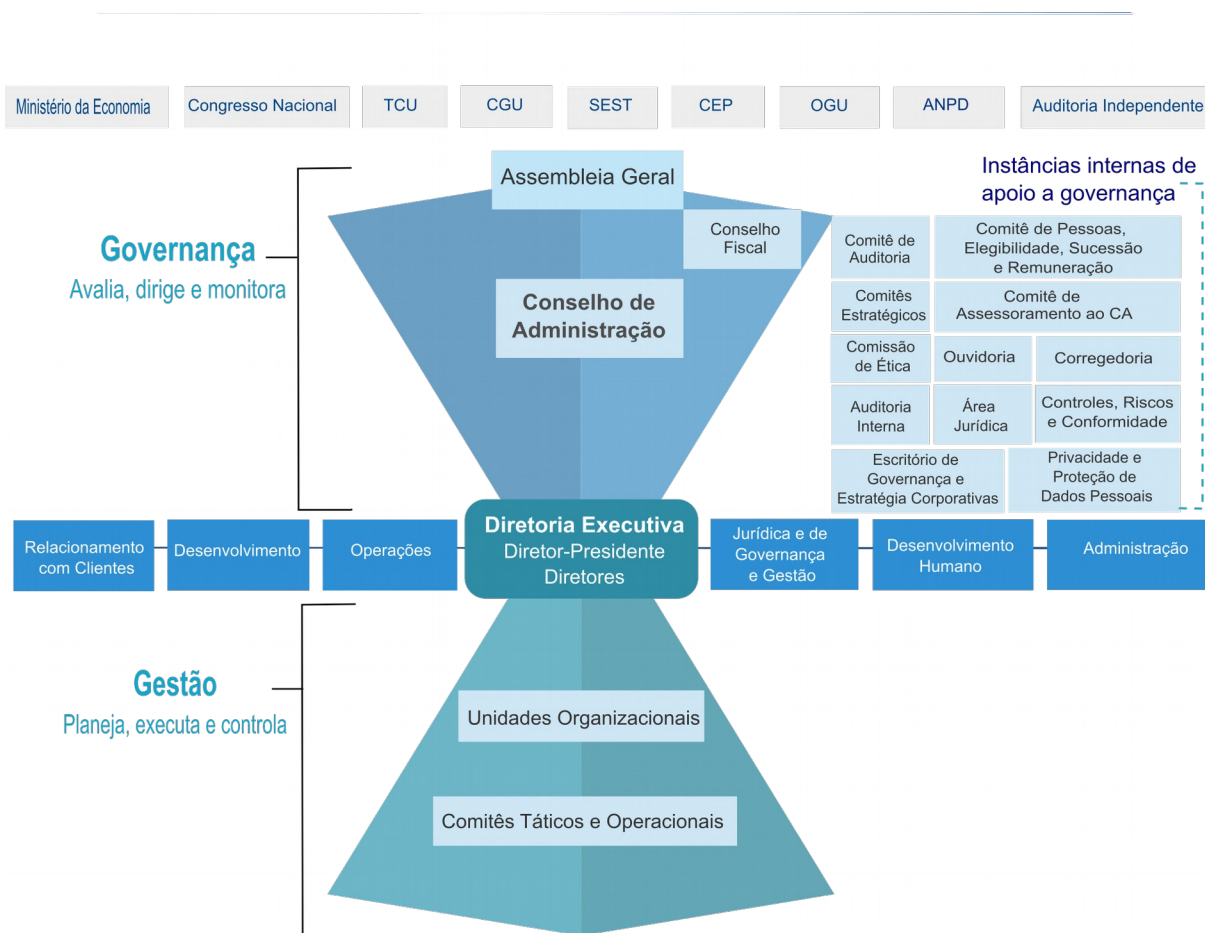 Ministério da Economia
Congresso Nacional
TCU
CGU
SEST
CEP
OGU
ANPD
Auditoria Independente
Instâncias internas de
apoio a governança
Governança
Avalia, dirige e monitora
Assembleia Geral
Conselho
Fiscal
Conselho de
Administração
Comitê de
Auditoria
Comitê de Pessoas,
Elegibilidade, Sucessão
e Remuneração
Comitês
Estratégicos
Comitê de
Assessoramento ao CA
Comissão
de Ética
Ouvidoria
Corregedoria
Auditoria
Interna
Área
Jurídica
Controles, Riscos
e Conformidade
Escritório de
Governança e
Estratégia Corporativas
Privacidade e
Proteção de
Dados Pessoais
Relacionamento
com Clientes
Desenvolvimento
Operações
Diretoria Executiva
Diretor-Presidente
Diretores
Jurídica e de
Governança
e Gestão
Desenvolvimento
Humano
Administração
Gestão
Planeja, executa e controla
Unidades Organizacionais
Comitês Táticos e Operacionais